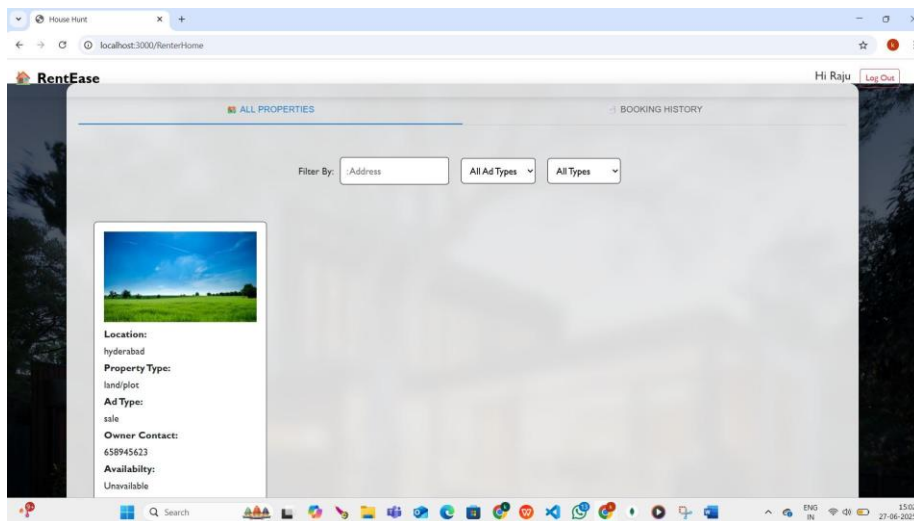 House Hunt
localhost:3000/RenterHome
RentEase
Hi Raju
Log Out
ALL PROPERTIES
BOOKING HISTORY
Filter By:
:Address
All Ad Types
All Types
Location:
hyderabad
Property Type:
land/plot
Ad Type:
sale
Owner Contact:
658945623
Availabilty:
Unavailable
Search
ENG
IN
27-06-202